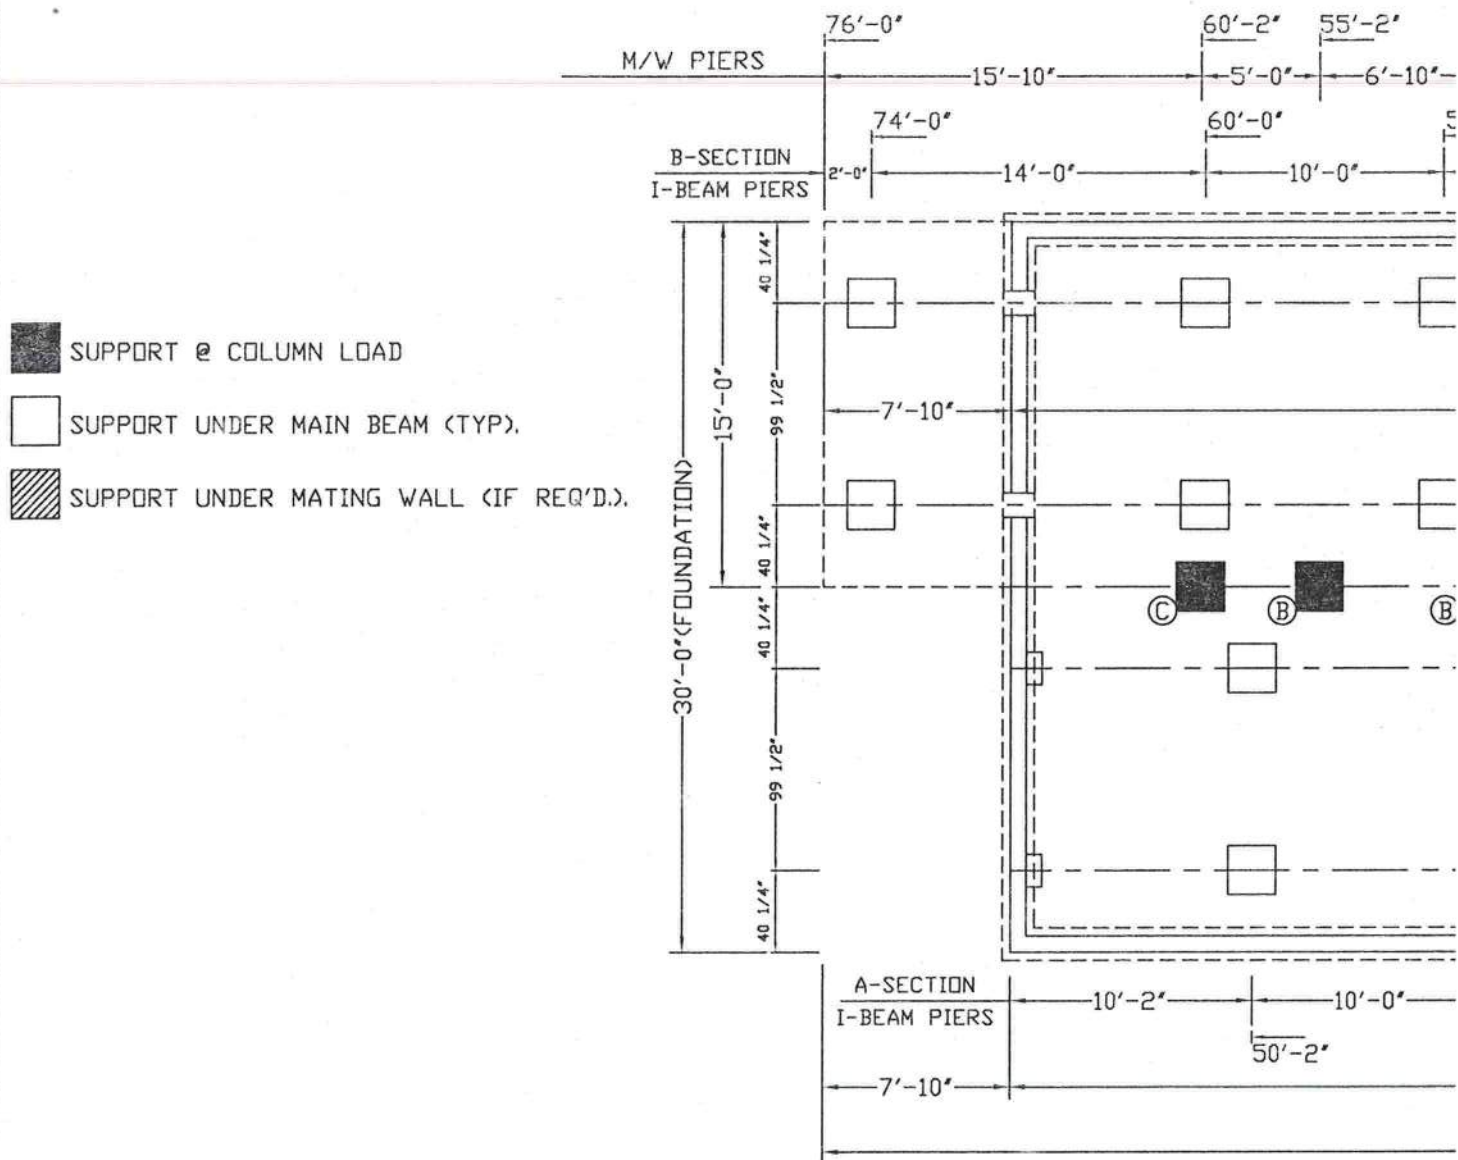 76'-0" 60'-2" 55'-2"
M/W PIERS 15'-10" 5'-0" 6'-10"
74'-0" 60'-0"
B-SECTION
I-BEAM PIERS 2'-0" 14'-0" 10'-0"
40 1/4"
SUPPORT @ COLUMN LOAD
15'-0"
99 1/2"
7'-10"
SUPPORT UNDER MAIN BEAM (TYP).
SUPPORT UNDER MATING WALL (IF REQ'D.).
30'-0"(FOUNDATION)
40 1/4"
C B B
40 1/4"
99 1/2"
40 1/4"
A-SECTION
I-BEAM PIERS 10'-2" 10'-0"
50'-2"
7'-10"